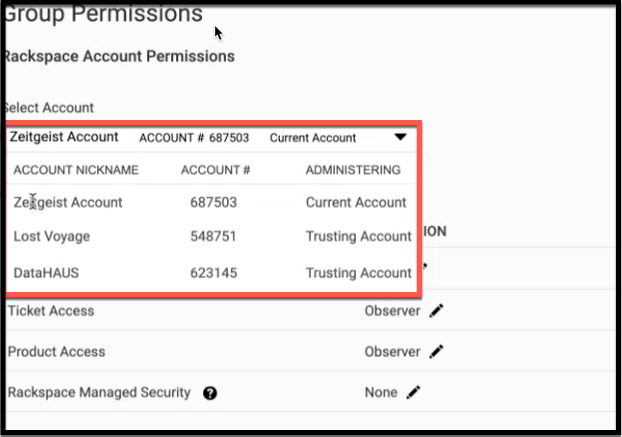 Group Permissions
Rackspace Account Permissions
Select Account
Zeitgeist Account ACCOUNT # 687503 Current Account
ACCOUNT NICKNAME ACCOUNT # ADMINISTERING
Zeitgeist Account 687503 Current Account
Lost Voyage 548751 Trusting Account
ION
DataHAUS 623145 Trusting Account
Ticket Access Observer
Product Access Observer
Rackspace Managed Security ? None